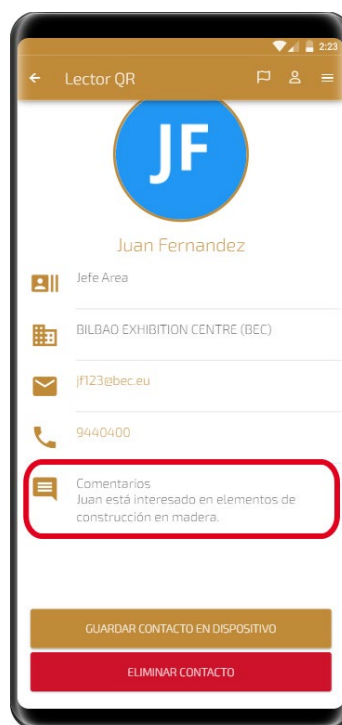 2:23
Lector QR
JF
Juan Fernandez
Jefe Area
BILBAO EXHIBITION CENTRE (BEC)
jf123@bec.eu
9440400
Comentarios
Juan está interesado en elementos de
construcción en madera.
GUARDAR CONTACTO EN DISPOSITIVO
ELIMINAR CONTACTO